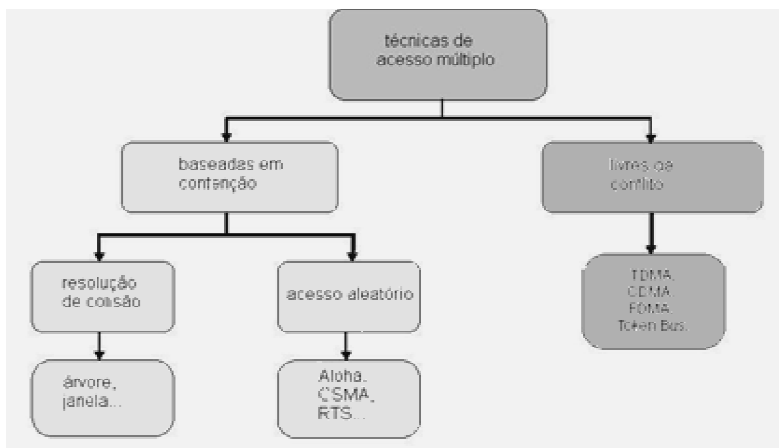 técnicas de
acesso múltiplo
baseadas em
contenção
livres de
conflito
resolução
de colisão
acesso aleatório
TDMA,
CDMA,
FDMA,
Token Bus.
árvore,
janela...
Aloha,
CSMA,
RTS...